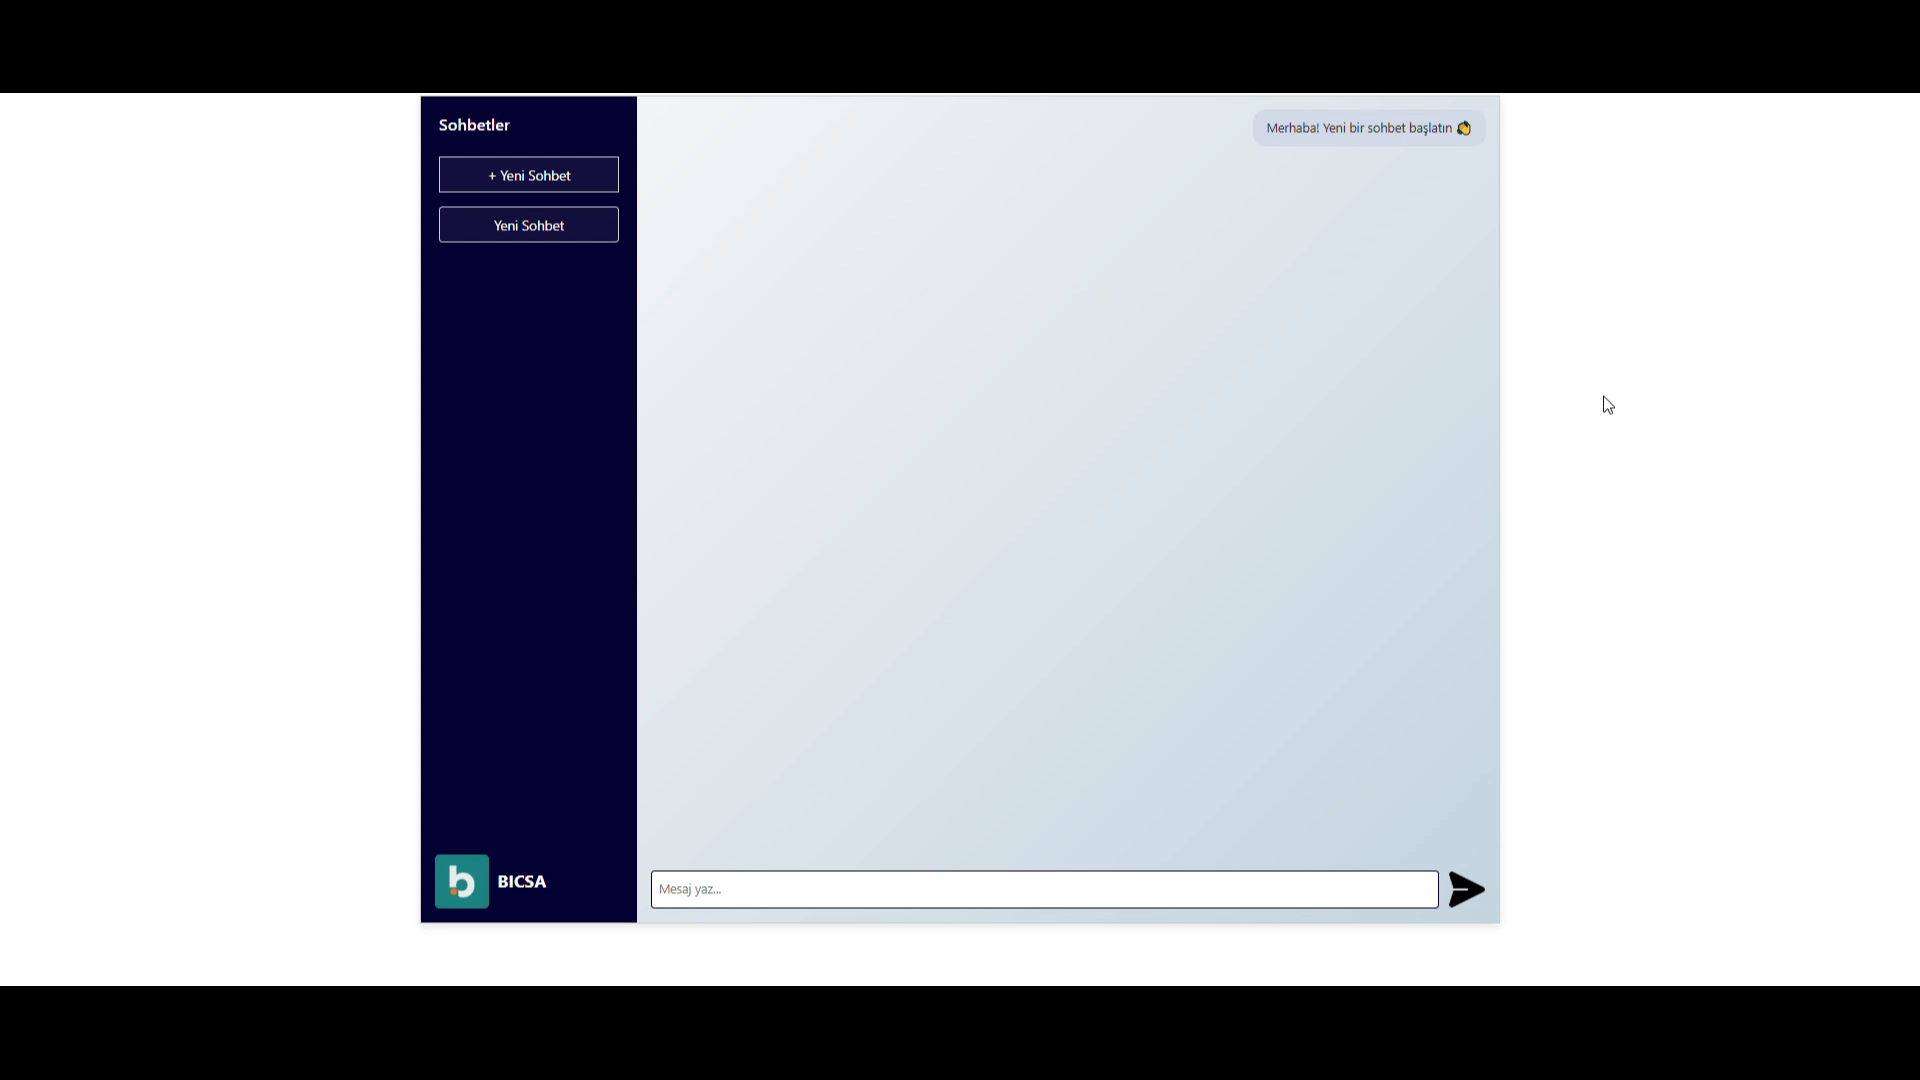 Sohbetler
+ Yeni Sohbet
Yeni Sohbet
Merhaba! Yeni bir sohbet başlatın 👋
b BICSA
Mesaj yaz...